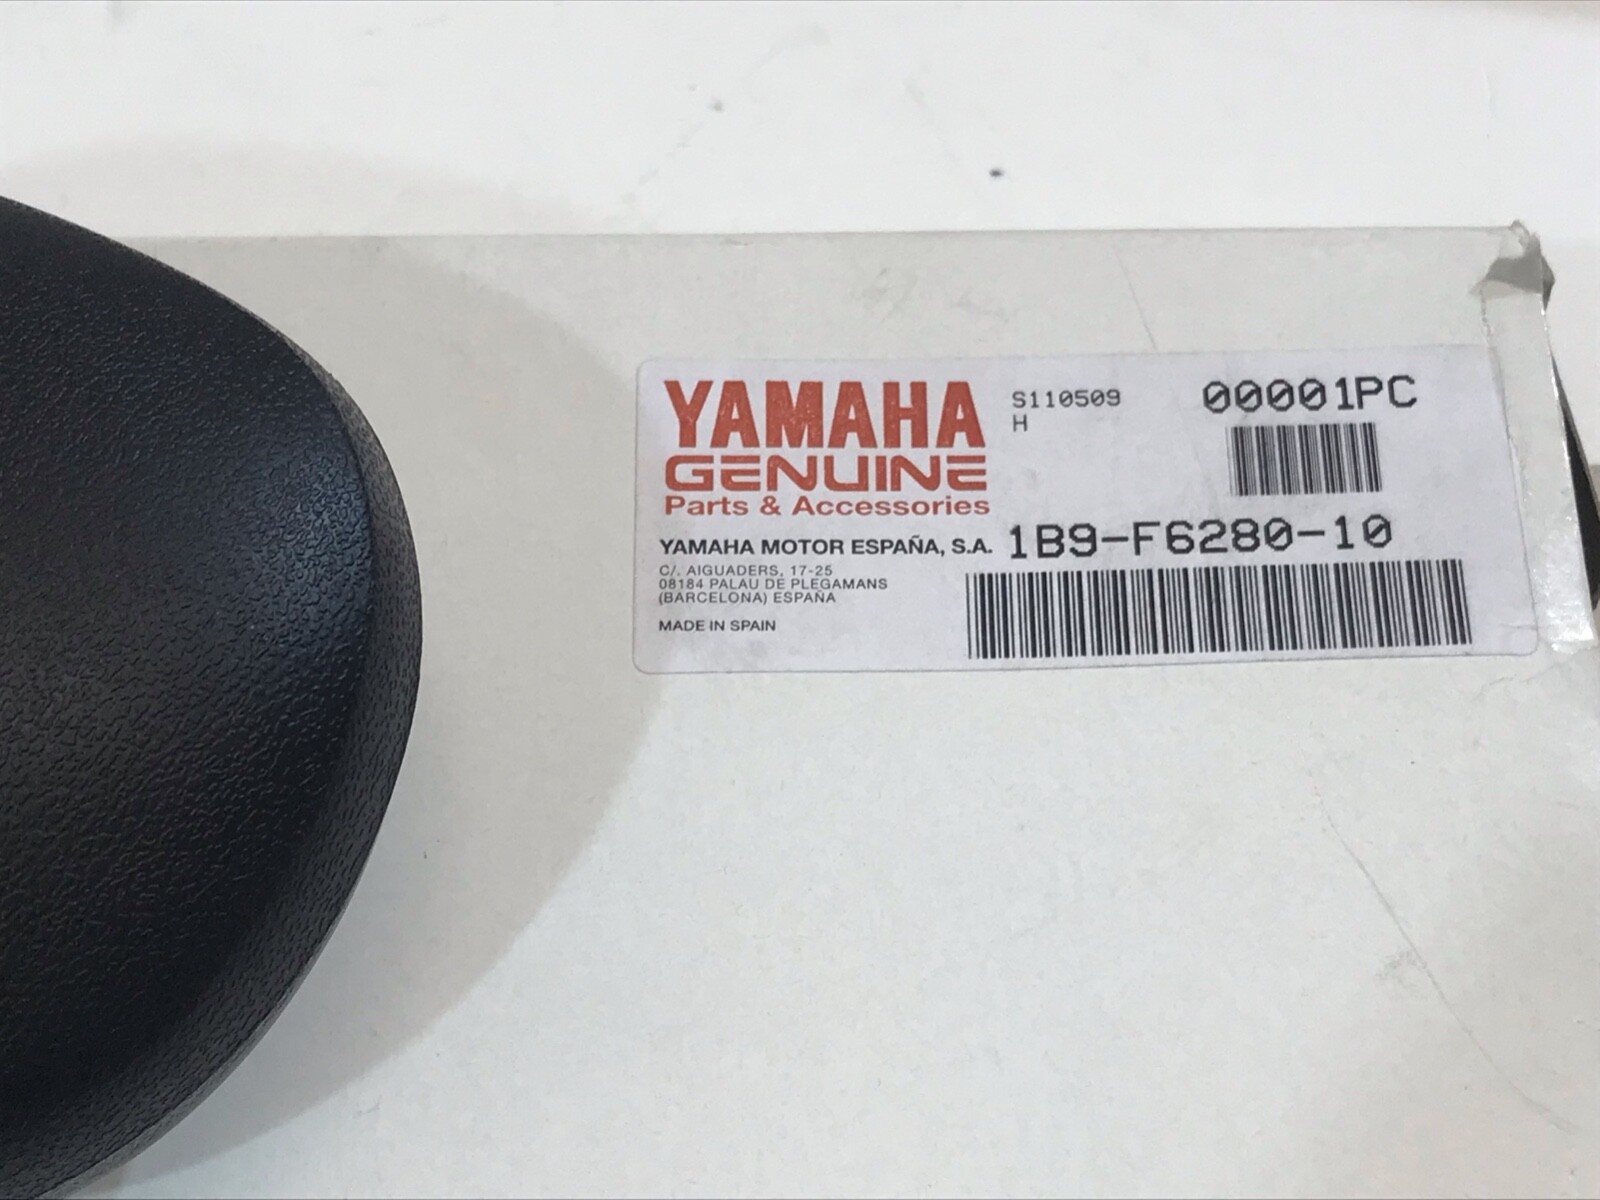 YAMAHA
GENUINE
Parts & Accessories
YAMAHA MOTOR ESPAÑA, S.A.
C/. AIGUADERS, 17-25
08184 PALAU DE PLEGAMANS
(BARCELONA) ESPAÑA
MADE IN SPAIN
S110509
H
00001PC
1B9-F6280-10